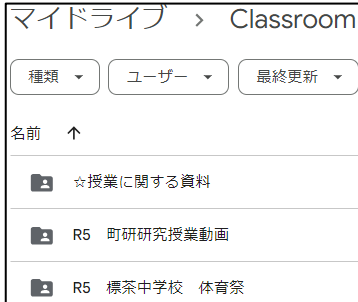 マイドライブ > Classroom
種類 ユーザー 最終更新
名前 ↑
☆授業に関する資料
R5　町研研究授業動画
R5　標茶中学校　体育祭